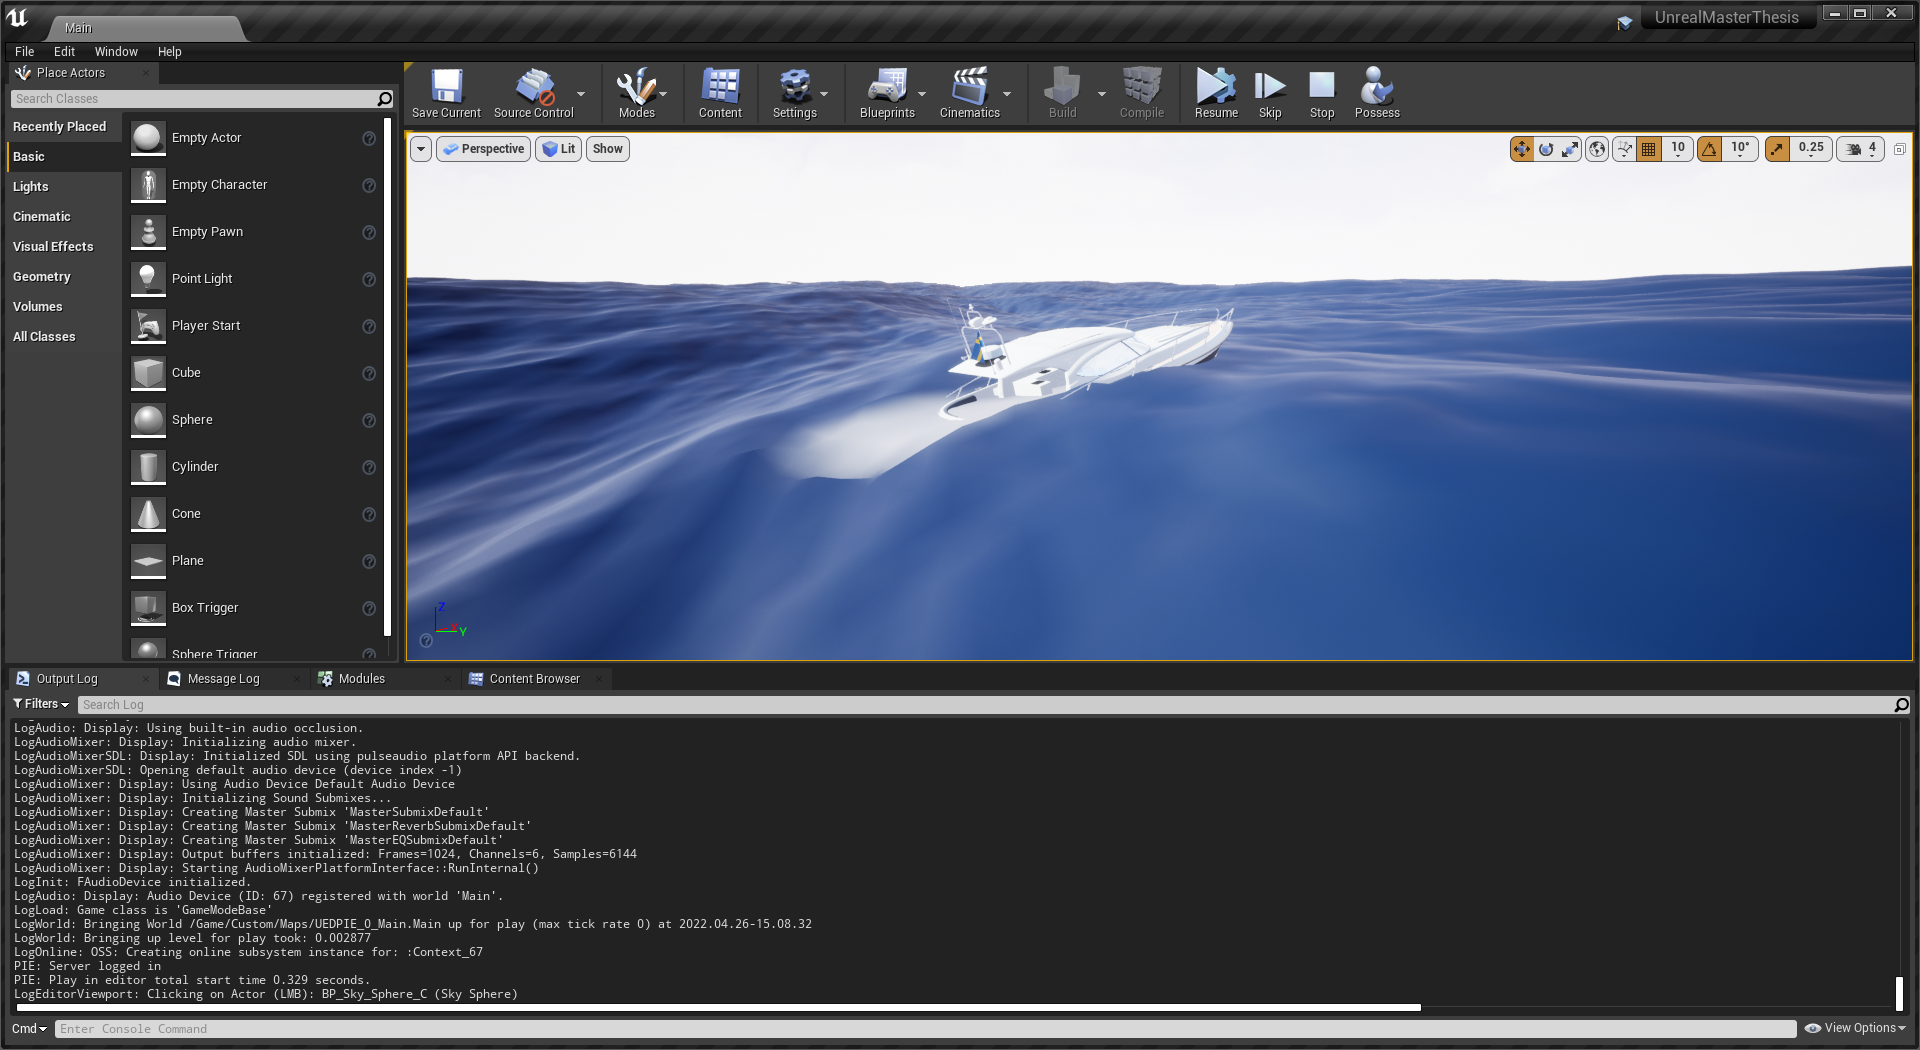 Main
UnrealMasterThesis
File Edit Window Help
Place Actors
Search Classes
Recently Placed
Basic
Lights
Cinematic
Visual Effects
Geometry
Volumes
All Classes
Empty Actor
Empty Character
Empty Pawn
Point Light
Player Start
Cube
Sphere
Cylinder
Cone
Plane
Box Trigger
Sphere Trigger
Save Current Source Control Modes Content Settings Blueprints Cinematics Build Compile Resume Skip Stop Possess
Perspective Lit Show
10 10° 0.25 4
Z
X Y
Output Log Message Log Modules Content Browser
Filters Search Log
LogAudio: Display: Using built-in audio occlusion.
LogAudioMixer: Display: Initializing audio mixer.
LogAudioMixerSDL: Display: Initialized SDL using pulseaudio platform API backend.
LogAudioMixerSDL: Opening default audio device (device index -1)
LogAudioMixer: Display: Using Audio Device Default Audio Device
LogAudioMixer: Display: Initializing Sound Submixes...
LogAudioMixer: Display: Creating Master Submix 'MasterSubmixDefault'
LogAudioMixer: Display: Creating Master Submix 'MasterReverbSubmixDefault'
LogAudioMixer: Display: Creating Master Submix 'MasterEQSubmixDefault'
LogAudioMixer: Display: Output buffers initialized: Frames=1024, Channels=6, Samples=6144
LogAudioMixer: Display: Starting AudioMixerPlatformInterface::RunInternal()
LogInit: FAudioDevice initialized.
LogAudio: Display: Audio Device (ID: 67) registered with world 'Main'.
LogLoad: Game class is 'GameModeBase'
LogWorld: Bringing World /Game/Custom/Maps/UEDPIE_0_Main.Main up for play (max tick rate 0) at 2022.04.26-15.08.32
LogWorld: Bringing up level for play took: 0.002877
LogOnline: OSS: Creating online subsystem instance for: :Context_67
PIE: Server logged in
PIE: Play in editor total start time 0.329 seconds.
LogEditorViewport: Clicking on Actor (LMB): BP_Sky_Sphere_C (Sky Sphere)
Cmd Enter Console Command View Options